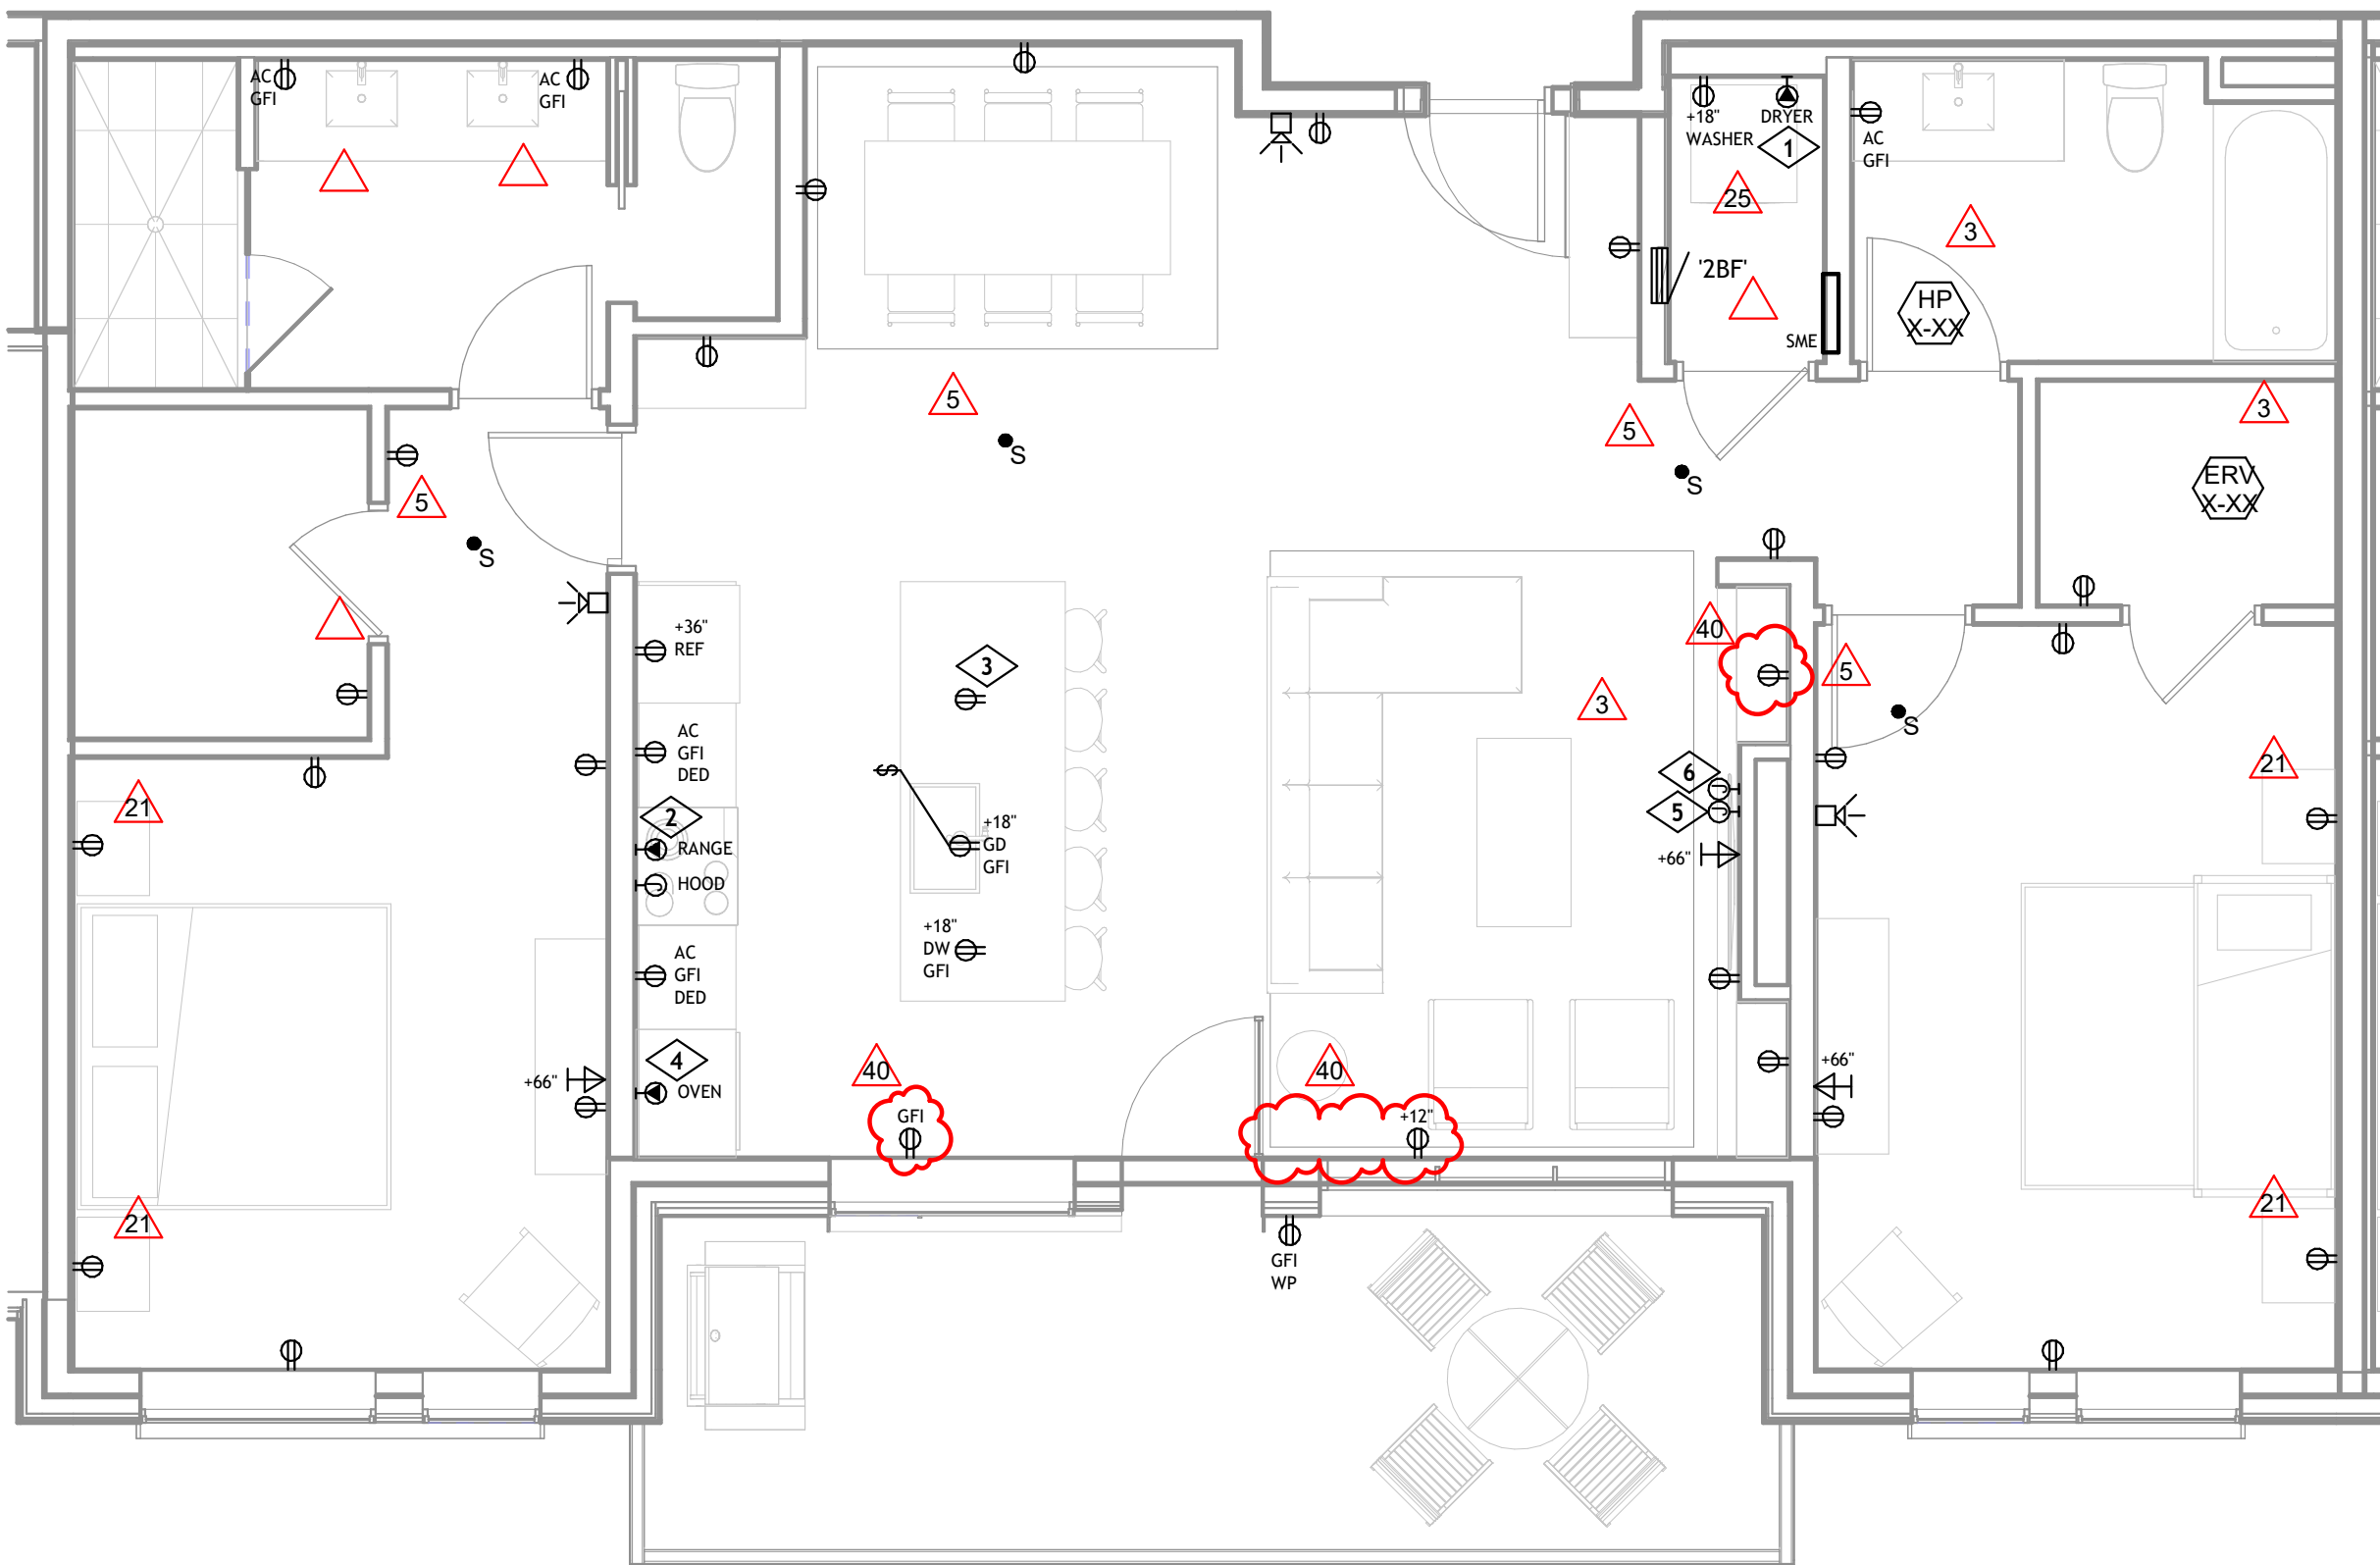 AC
GFI
AC
GFI
+18"
WASHER
DRYER
1
AC
GFI
25
3
'2BF'
HP
X-XX
SME
5
5
3
S
S
5
ERV
X-XX
S
+36"
REF
3
40
5
3
S
AC
GFI
DED
21
21
2
6
5
$
+18"
GD
GFI
RANGE
J
J
+66"
J
HOOD
+18"
DW
GFI
AC
GFI
DED
4
40
40
+66"
+66"
OVEN
GFI
+12"
21
21
GFI
WP